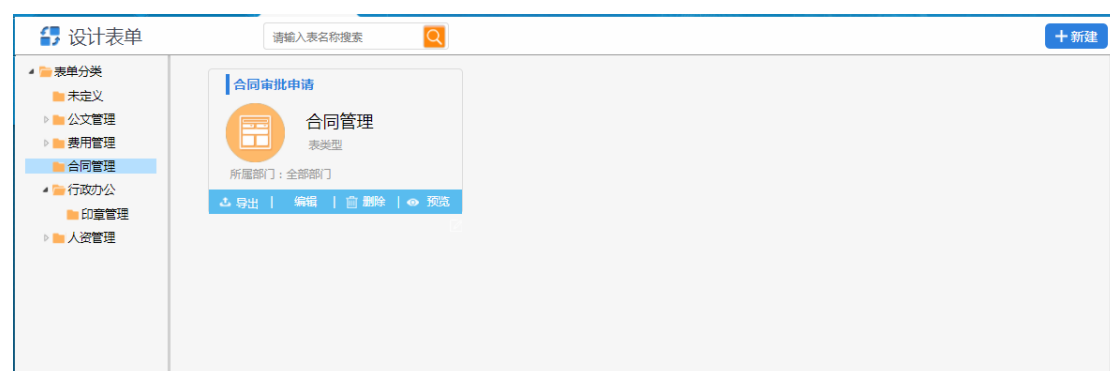 设计表单
请输入表名称搜索
新建
表单分类
未定义
公文管理
费用管理
合同管理
行政办公
印章管理
人资管理
合同审批申请
合同管理
表类型
所属部门：全部部门
导出 | 编辑 | 删除 | 预览